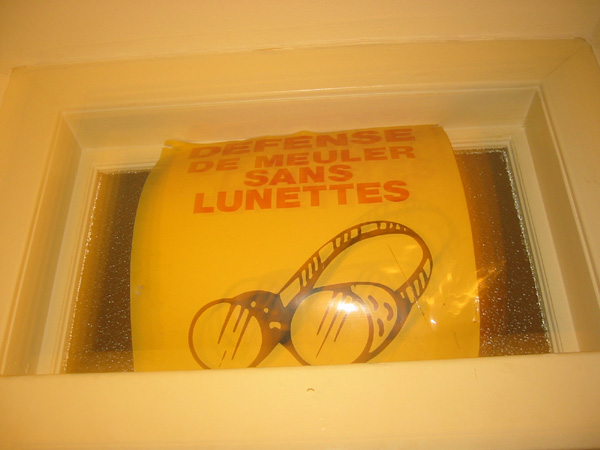 DEFENSE
DE MEULER
SANS
LUNETTES